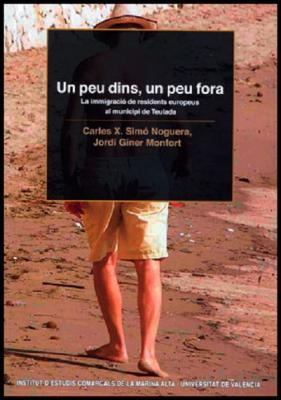 Un peu dins, un peu fora
La immigració de residents europeus
al municipi de Teulada
Carles X. Simó Noguera,
Jordi Giner Monfort
INSTITUT D'ESTUDIS COMARCALS DE LA MARINA ALTA - UNIVERSITAT DE VALENCIA